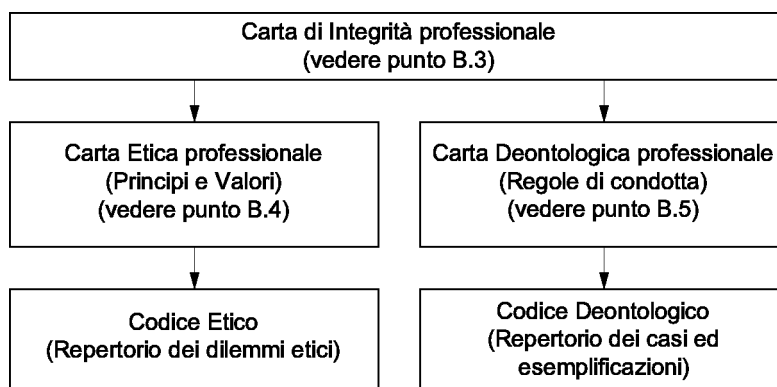 Carta di Integrità professionale
(vedere punto B.3)
Carta Etica professionale
(Principi e Valori)
(vedere punto B.4)
Carta Deontologica professionale
(Regole di condotta)
(vedere punto B.5)
Codice Etico
(Repertorio dei dilemmi etici)
Codice Deontologico
(Repertorio dei casi ed
esemplificazioni)